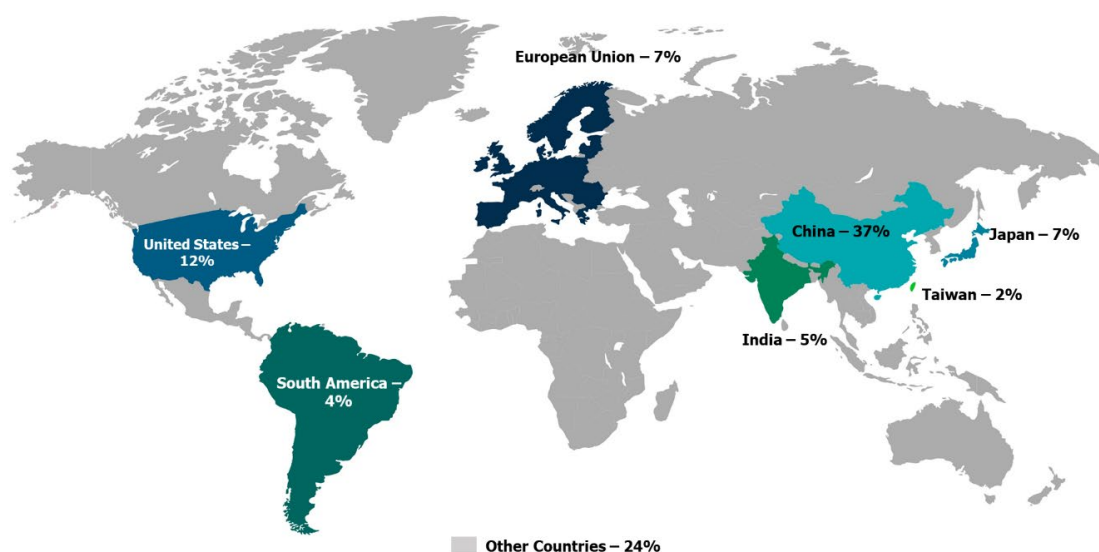 European Union – 7%
United States –
12%
China – 37%
Japan – 7%
Taiwan – 2%
India – 5%
South America –
4%
Other Countries – 24%